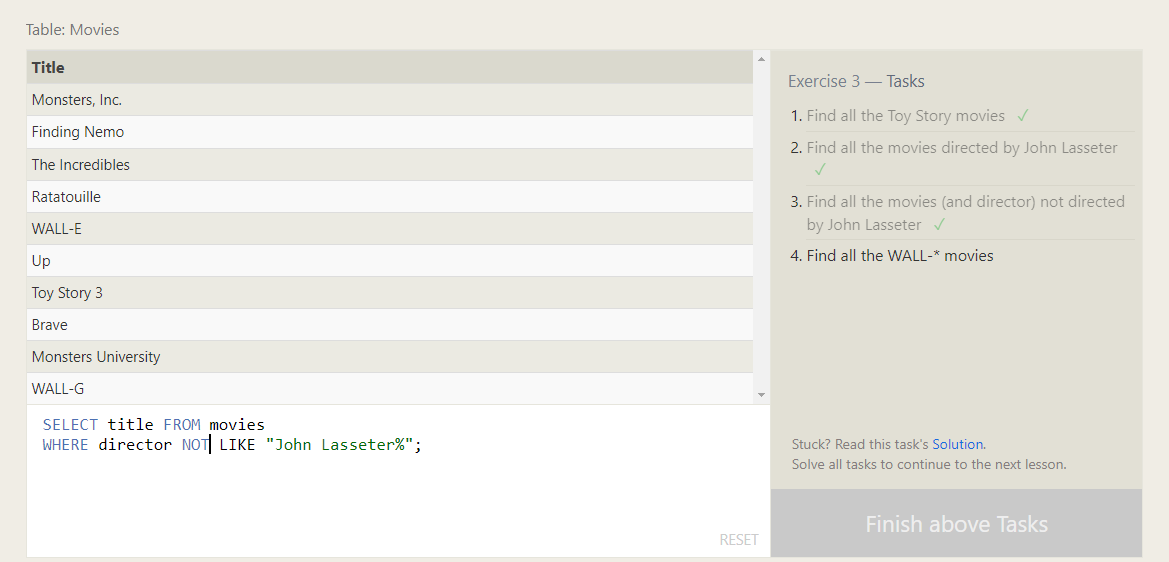 Table: Movies
Title
Monsters, Inc.
Finding Nemo
The Incredibles
Ratatouille
WALL-E
Up
Toy Story 3
Brave
Monsters University
WALL-G
SELECT title FROM movies
WHERE director NOT LIKE "John Lasseter%";
RESET
Exercise 3 — Tasks
1. Find all the Toy Story movies ✓
2. Find all the movies directed by John Lasseter
✓
3. Find all the movies (and director) not directed
by John Lasseter ✓
4. Find all the WALL-* movies
Stuck? Read this task's Solution.
Solve all tasks to continue to the next lesson.
Finish above Tasks